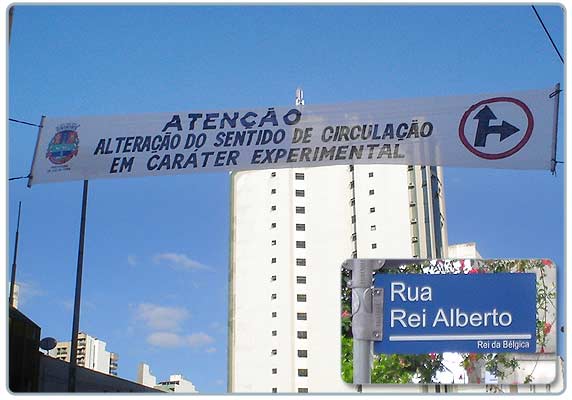 ATENÇÃO
ALTERAÇÃO DO SENTIDO DE CIRCULAÇÃO
EM CARÁTER EXPERIMENTAL
Rua
Rei Alberto
Rei da Bélgica